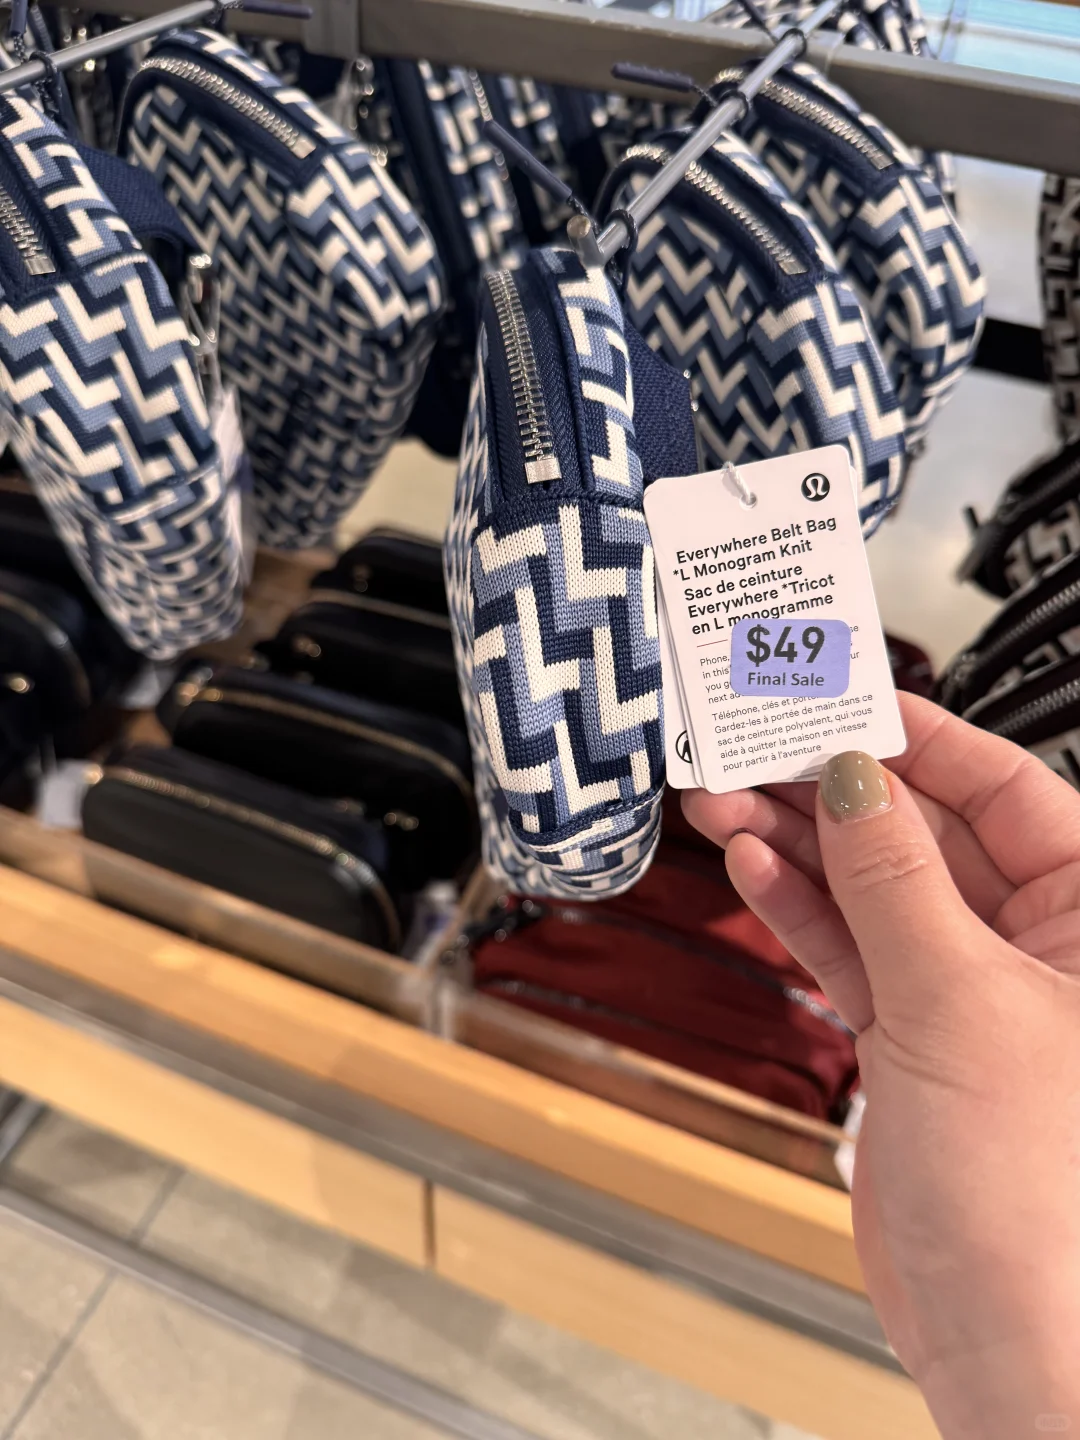 Everywhere Belt Bag
*L Monogram Knit
Sac de ceinture
Everywhere *Tricot
en L monogramme
$49
Final Sale
Phone,
in this
you g
next ad
Téléphone, clés et porte
Gardez-les à portée de main dans ce
sac de ceinture polyvalent, qui vous
aide à quitter la maison en vitesse
pour partir à l'aventure